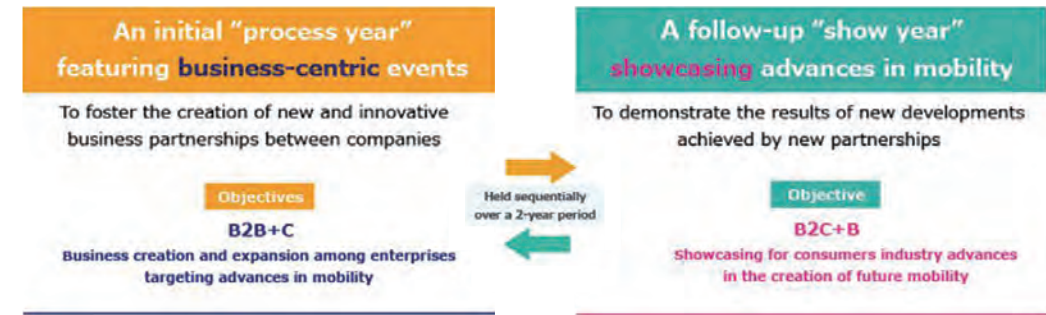 An initial “process year”
featuring business-centric events
To foster the creation of new and innovative
business partnerships between companies
Objectives
B2B+C
Business creation and expansion among enterprises
targeting advances in mobility
Held sequentially
over a 2-year period
A follow-up “show year”
showcasing advances in mobility
To demonstrate the results of new developments
achieved by new partnerships
Objective
B2C+B
Showcasing for consumers industry advances
in the creation of future mobility